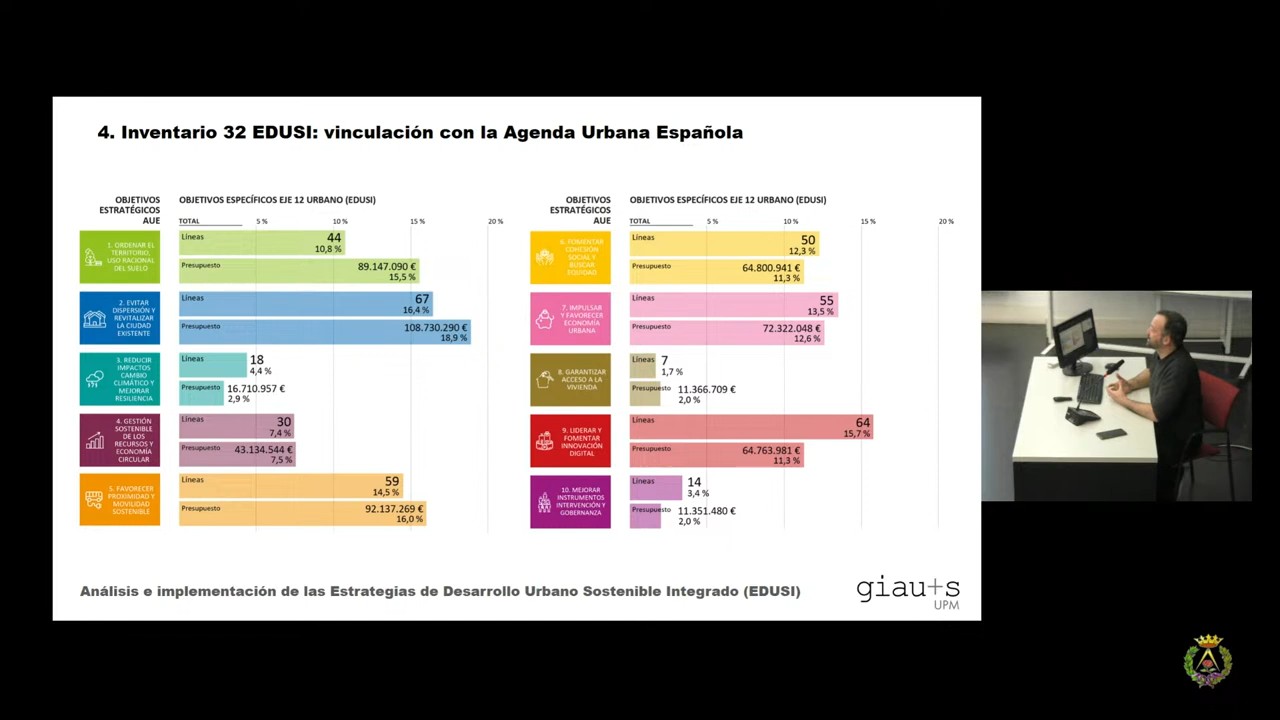 4. Inventario 32 EDUSI: vinculación con la Agenda Urbana Española
OBJETIVOS
ESTRATÉGICOS
AUE
OBJETIVOS ESPECÍFICOS EJE 12 URBANO (EDUSI)
TOTAL
5 %
10 %
15 %
20 %
1. ORDENAR EL
TERRITORIO,
USO RACIONAL
DEL SUELO
Líneas
44
10,8 %
Presupuesto
89.147.090 €
15,5 %
2. EVITAR
DISPERSIÓN Y
REVITALIZAR
LA CIUDAD
EXISTENTE
Líneas
67
16,4 %
Presupuesto
108.730.290 €
18,9 %
3. REDUCIR
IMPACTOS
CAMBIO
CLIMÁTICO Y
MEJORAR
RESILIENCIA
Líneas
18
4,4 %
Presupuesto
16.710.957 €
2,9 %
4. GESTIÓN
SOSTENIBLE
DE LOS
RECURSOS Y
ECONOMÍA
CIRCULAR
Líneas
30
7,4 %
Presupuesto
43.134.544 €
7,5 %
5. FAVORECER
PROXIMIDAD Y
MOVILIDAD
SOSTENIBLE
Líneas
59
14,5 %
Presupuesto
92.137.269 €
16,0 %
OBJETIVOS
ESTRATÉGICOS
AUE
OBJETIVOS ESPECÍFICOS EJE 12 URBANO (EDUSI)
TOTAL
5 %
10 %
15 %
20 %
6. FOMENTAR
COHESIÓN
SOCIAL Y
BUSCAR
EQUIDAD
Líneas
50
12,3 %
Presupuesto
64.800.941 €
11,3 %
7. IMPULSAR
Y FAVORECER
ECONOMÍA
URBANA
Líneas
55
13,5 %
Presupuesto
72.322.048 €
12,6 %
8. GARANTIZAR
ACCESO A LA
VIVIENDA
Líneas
7
1,7 %
Presupuesto
11.366.709 €
2,0 %
9. LIDERAR Y
FOMENTAR
INNOVACIÓN
DIGITAL
Líneas
64
15,7 %
Presupuesto
64.763.981 €
11,3 %
10. MEJORAR
INSTRUMENTOS
INTERVENCIÓN Y
GOBERNANZA
Líneas
14
3,4 %
Presupuesto
11.351.480 €
2,0 %
Análisis e implementación de las Estrategias de Desarrollo Urbano Sostenible Integrado (EDUSI)
giau+s
UPM